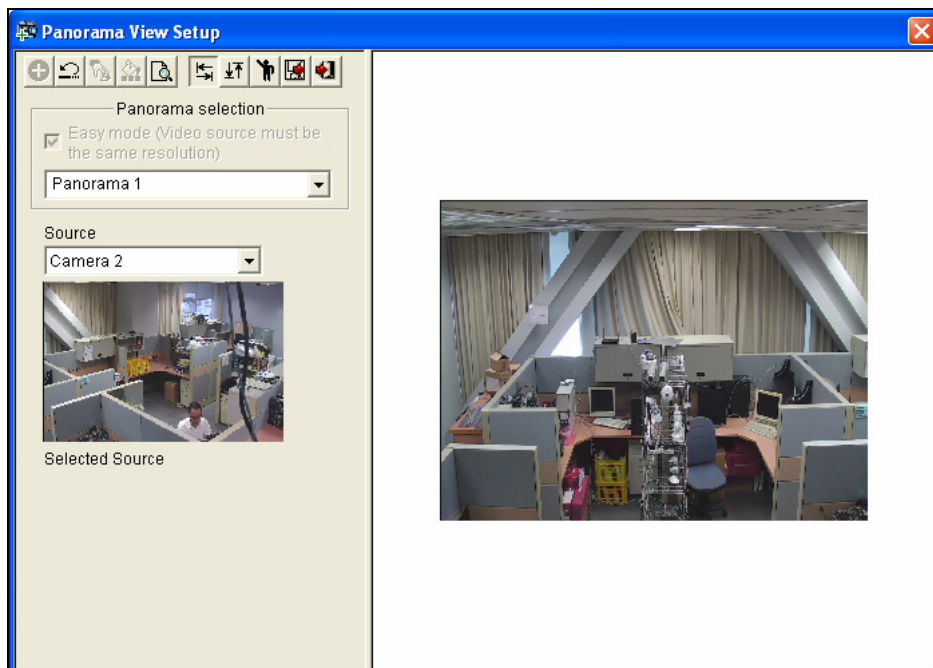 Panorama View Setup
Panorama selection
Easy mode (Video source must be
the same resolution)
Panorama 1
Source
Camera 2
Selected Source